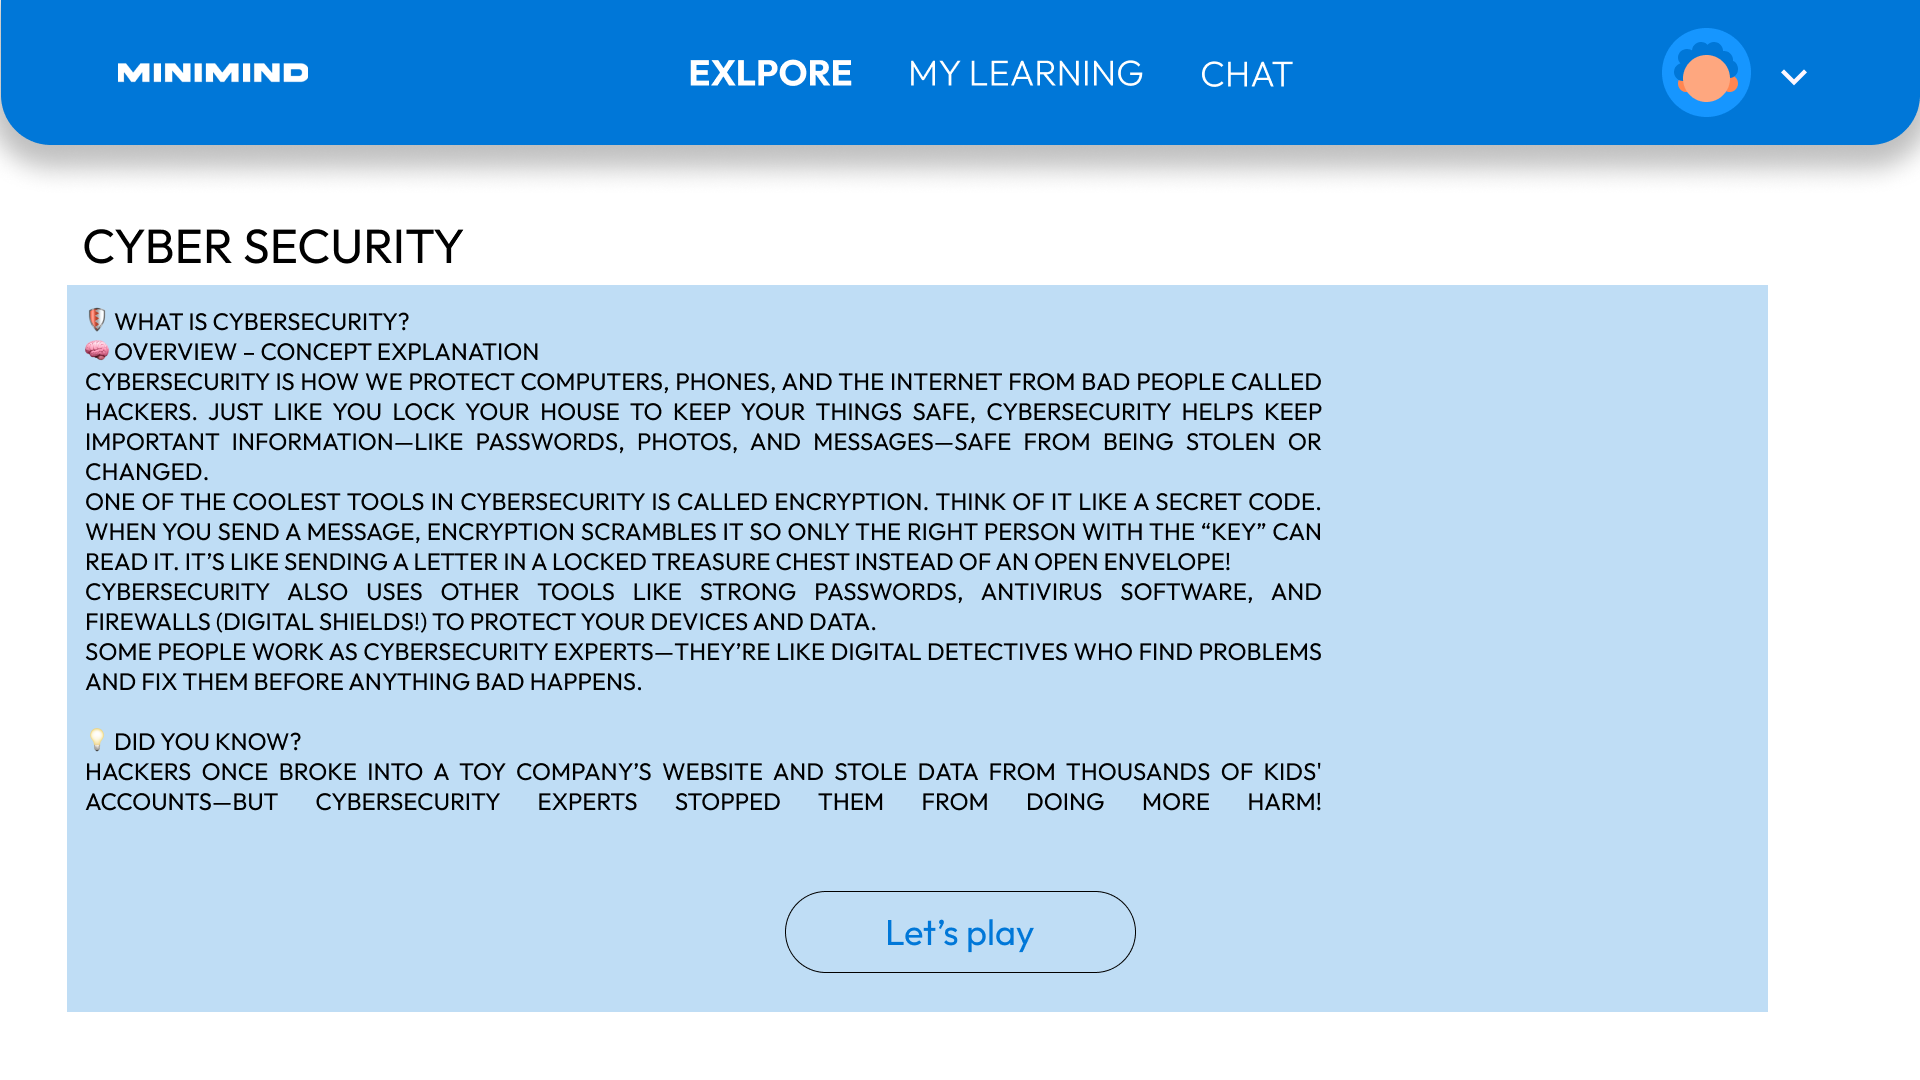 MINIMIND
EXLPORE
MY LEARNING
CHAT
CYBER SECURITY
🛡️ WHAT IS CYBERSECURITY?
🧠 OVERVIEW – CONCEPT EXPLANATION
CYBERSECURITY IS HOW WE PROTECT COMPUTERS, PHONES, AND THE INTERNET FROM BAD PEOPLE CALLED
HACKERS. JUST LIKE YOU LOCK YOUR HOUSE TO KEEP YOUR THINGS SAFE, CYBERSECURITY HELPS KEEP
IMPORTANT INFORMATION—LIKE PASSWORDS, PHOTOS, AND MESSAGES—SAFE FROM BEING STOLEN OR
CHANGED.
ONE OF THE COOLEST TOOLS IN CYBERSECURITY IS CALLED ENCRYPTION. THINK OF IT LIKE A SECRET CODE.
WHEN YOU SEND A MESSAGE, ENCRYPTION SCRAMBLES IT SO ONLY THE RIGHT PERSON WITH THE “KEY” CAN
READ IT. IT’S LIKE SENDING A LETTER IN A LOCKED TREASURE CHEST INSTEAD OF AN OPEN ENVELOPE!
CYBERSECURITY ALSO USES OTHER TOOLS LIKE STRONG PASSWORDS, ANTIVIRUS SOFTWARE, AND
FIREWALLS (DIGITAL SHIELDS!) TO PROTECT YOUR DEVICES AND DATA.
SOME PEOPLE WORK AS CYBERSECURITY EXPERTS—THEY’RE LIKE DIGITAL DETECTIVES WHO FIND PROBLEMS
AND FIX THEM BEFORE ANYTHING BAD HAPPENS.
💡 DID YOU KNOW?
HACKERS ONCE BROKE INTO A TOY COMPANY’S WEBSITE AND STOLE DATA FROM THOUSANDS OF KIDS'
ACCOUNTS—BUT CYBERSECURITY EXPERTS STOPPED THEM FROM DOING MORE HARM!
Let’s play